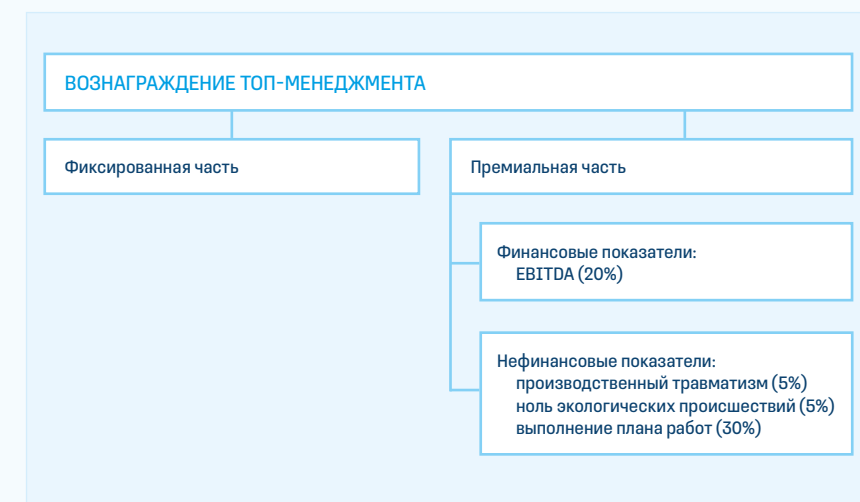 ВОЗНАГРАЖДЕНИЕ ТОП-МЕНЕДЖМЕНТА
Фиксированная часть
Премиальная часть
Финансовые показатели:
EBITDA (20%)
Нефинансовые показатели:
производственный травматизм (5%)
ноль экологических происшествий (5%)
выполнение плана работ (30%)